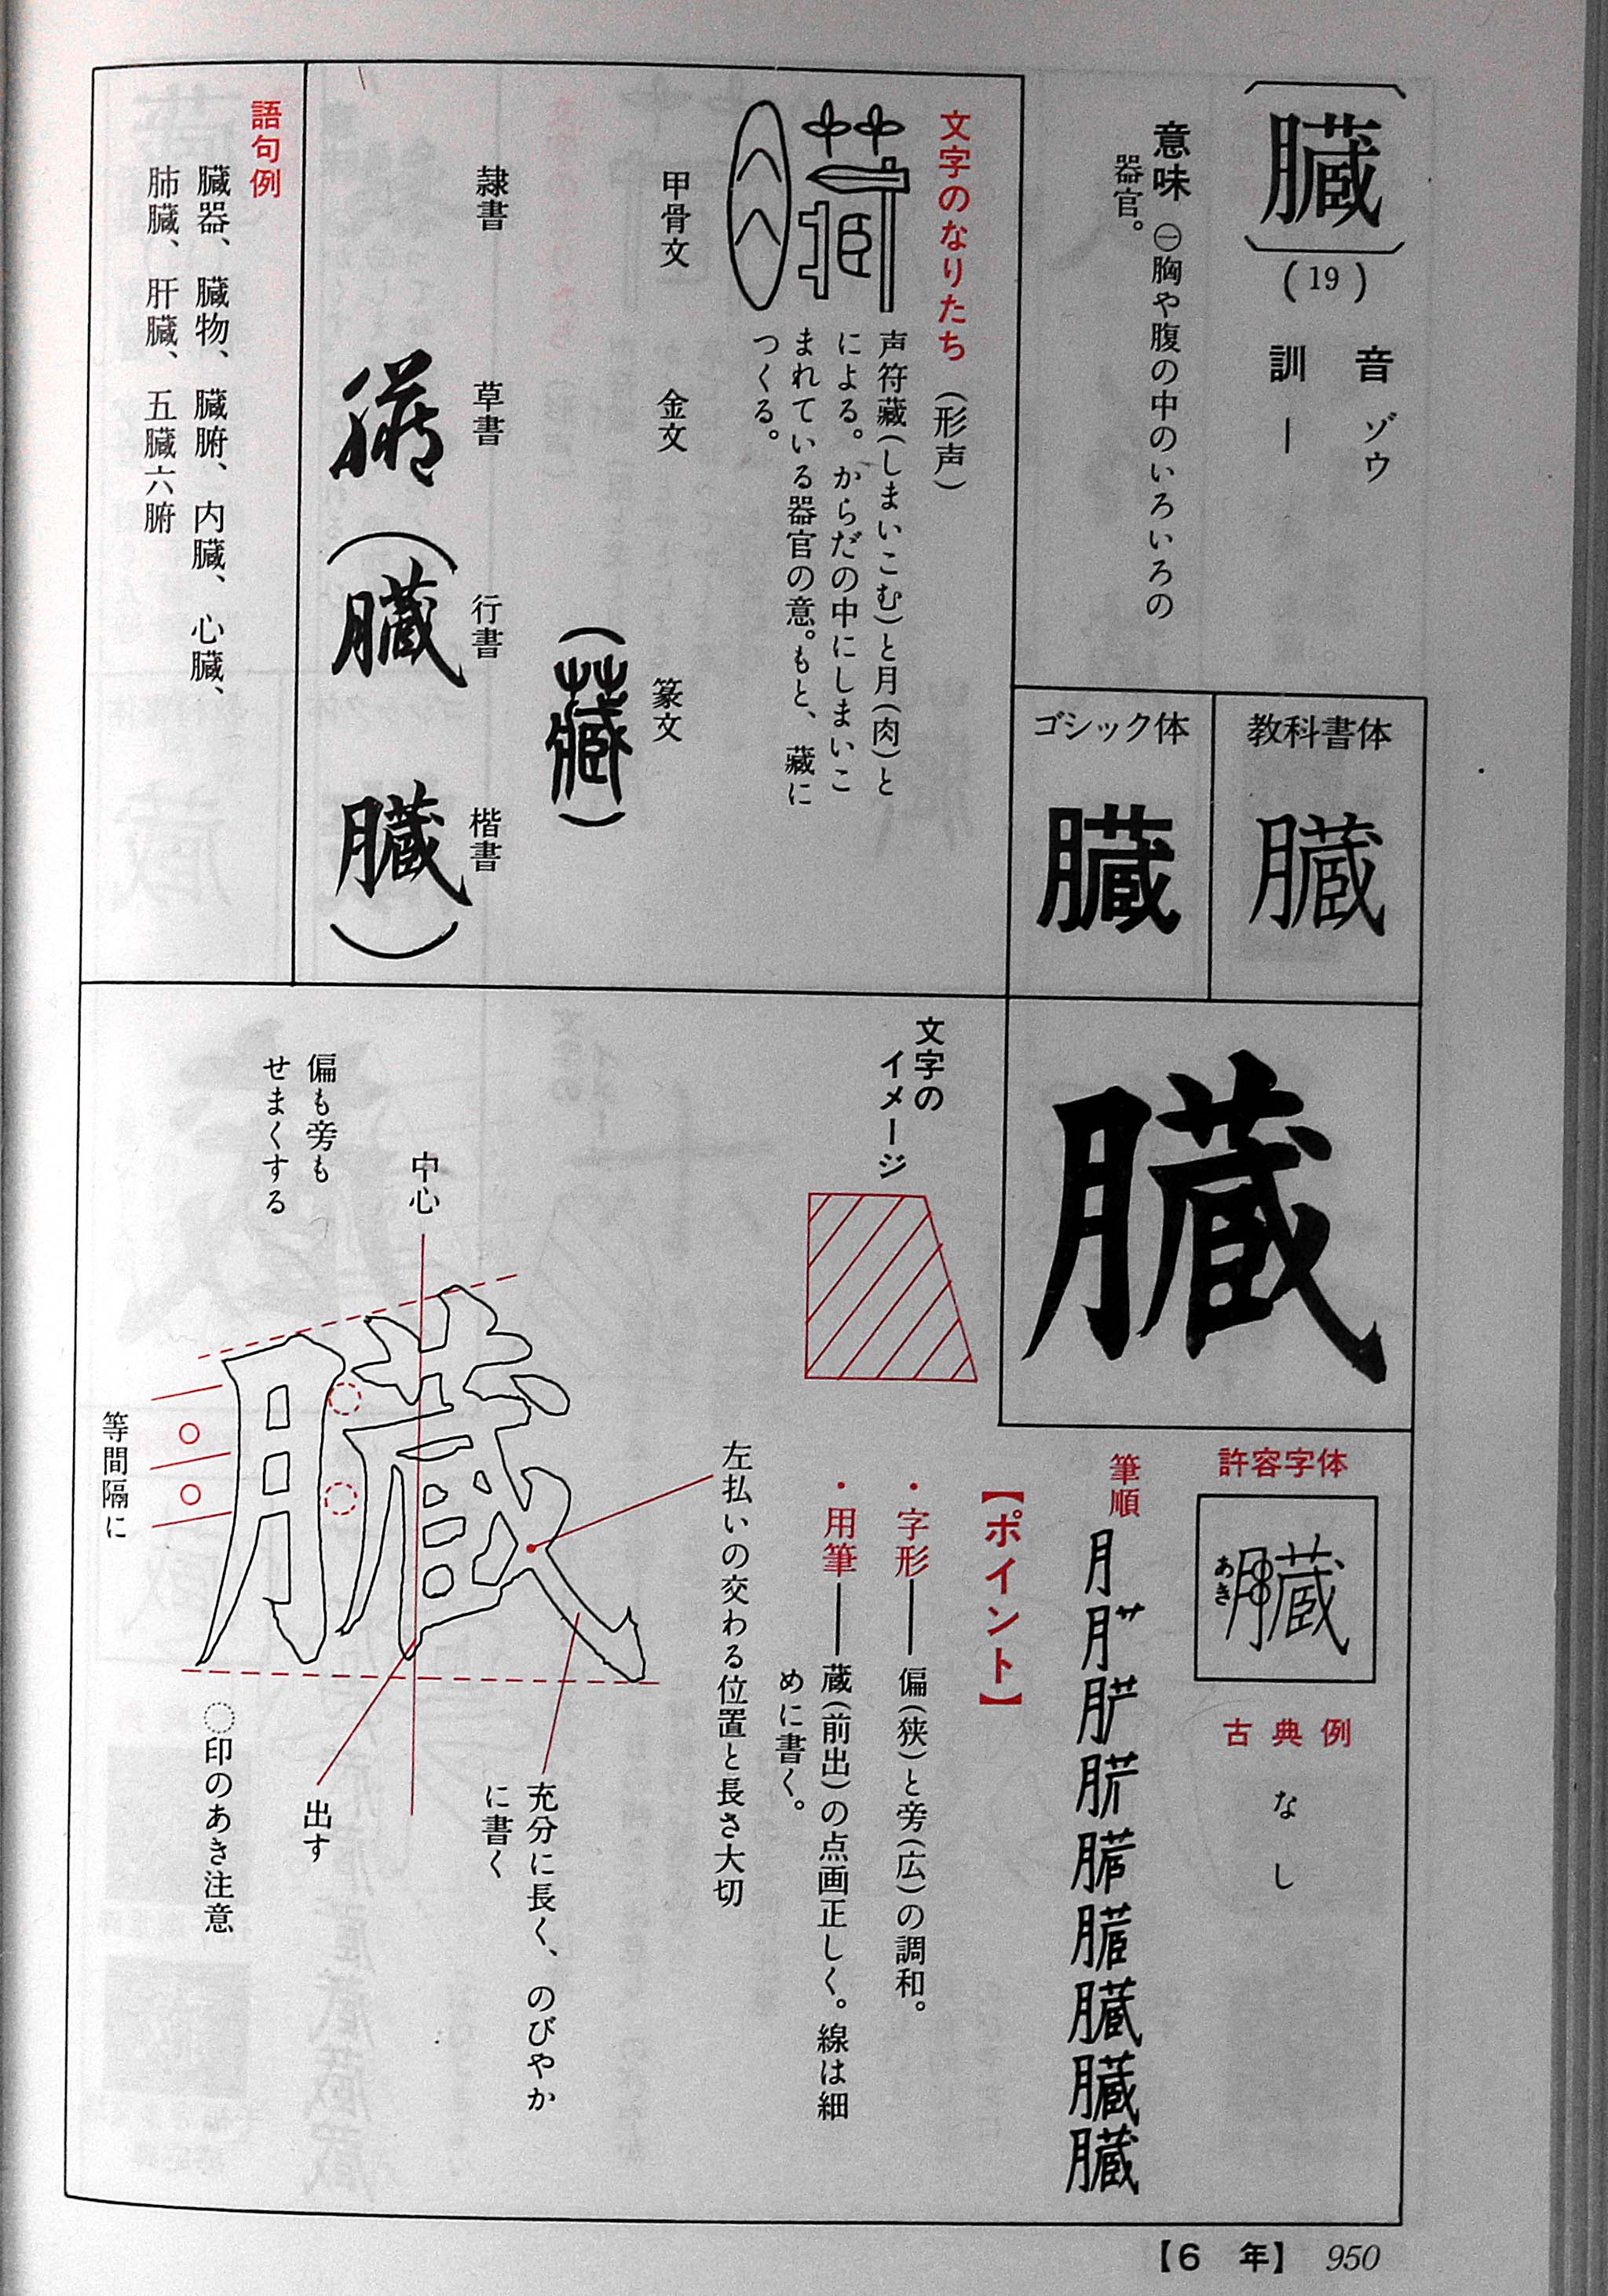 臓
(19)
音 ゾウ
訓 ー
意味 ㊀胸や腹の中のいろいろの
器官。
教科書体
臓
ゴシック体
臓
文字のなりたち（形声）
声符藏（しまいこむ）と月（肉）と
による。からだの中にしまいこ
まれている器官の意。もと、藏に
つくる。
甲骨文
金文
篆文
（藏）
隷書
草書
行書
楷書
臓（臓 臓）
語句例
臓器、臓物、臓腑、内臓、心臓、
肺臓、肝臓、五臓六腑
臓
許容字体
臓
あき
古典例
なし
筆順
【ポイント】
・字形──偏（狭）と旁（広）の調和。
・用筆──蔵（前出）の点画正しく。線は細
めに書く。
文字の
イメージ
左払いの交わる位置と長さ大切
充分に長く、のびやか
に書く
中心
偏も旁も
せまくする
臓
出す
○印のあき注意
等間隔に
【6 年】 950